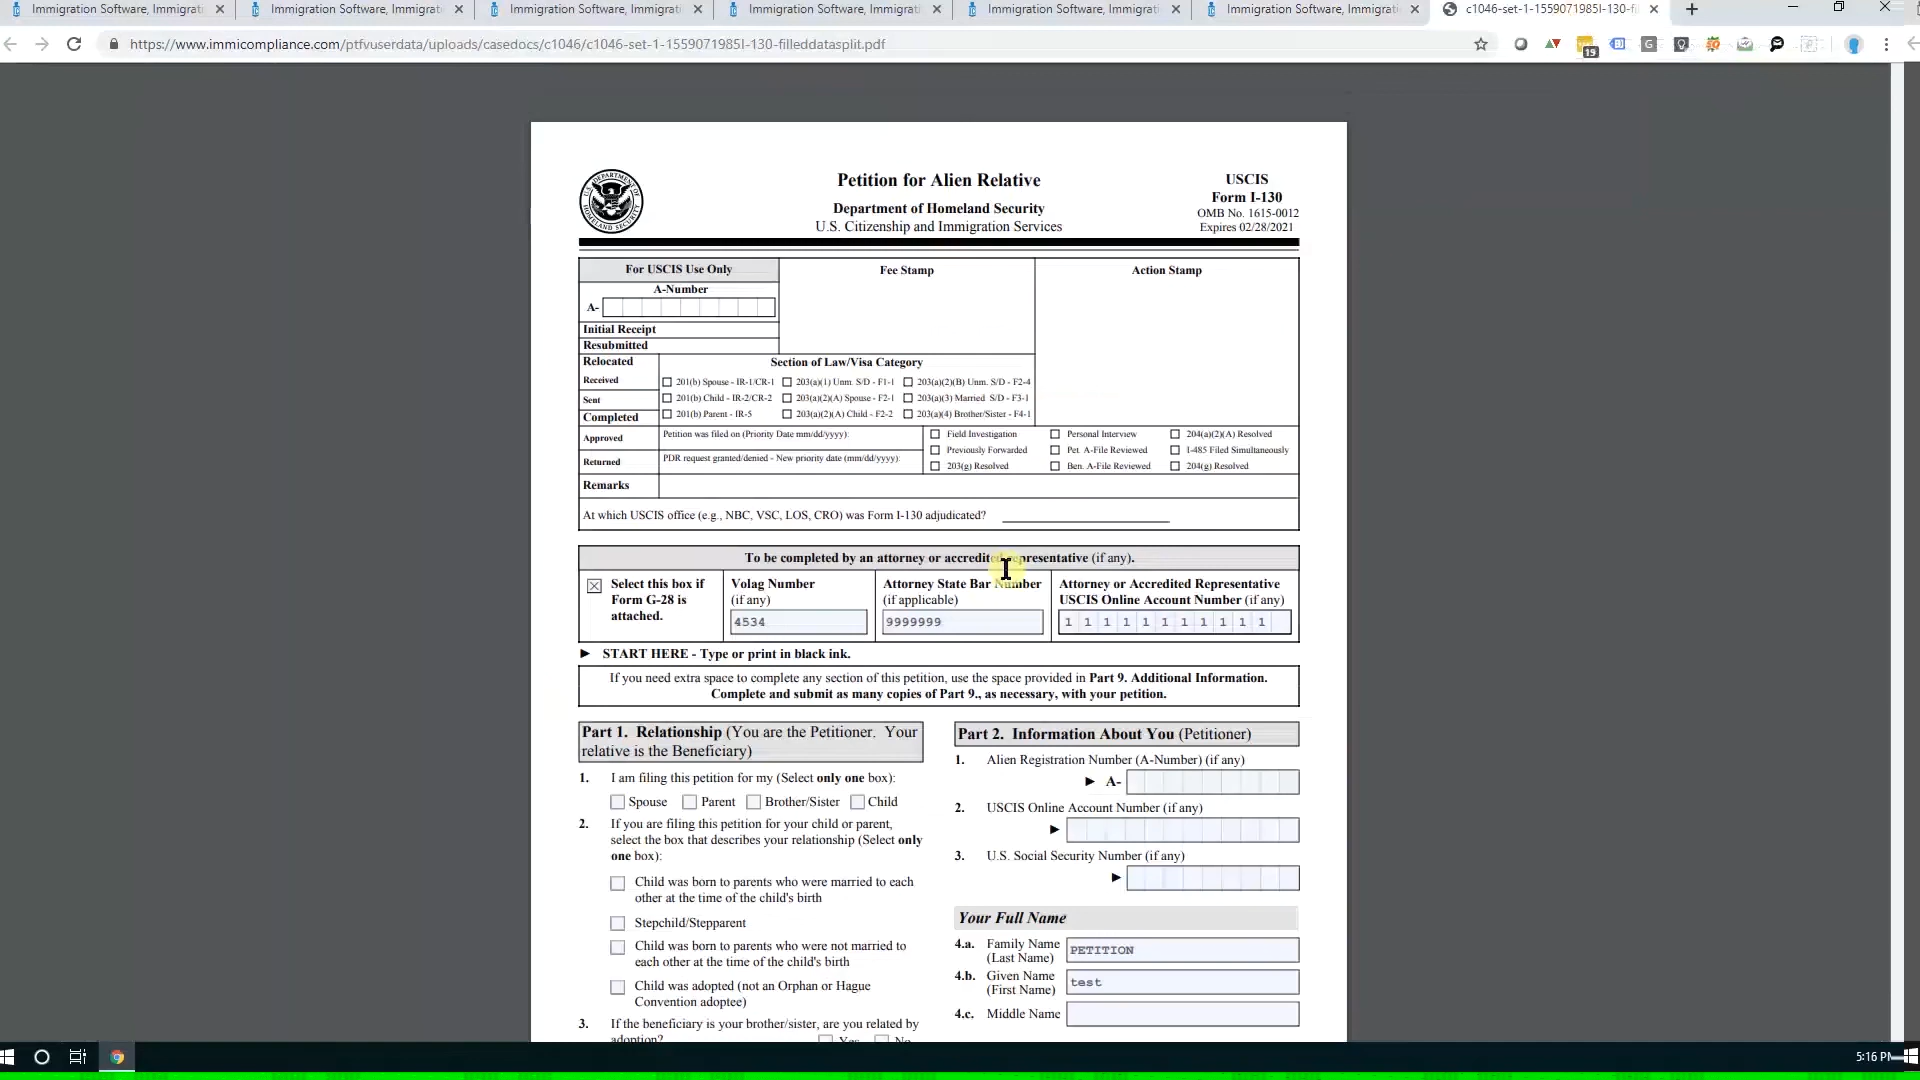 Immigration Software, Immigrati
Immigration Software, Immigrati
Immigration Software, Immigrati
Immigration Software, Immigrati
Immigration Software, Immigrati
Immigration Software, Immigrati
c1046-set-1-1559071985I-130-fi
https://www.immicompliance.com/ptfvuserdata/uploads/casedocs/c1046/c1046-set-1-1559071985I-130-filleddatasplit.pdf
19
G
Petition for Alien Relative
Department of Homeland Security
U.S. Citizenship and Immigration Services
USCIS
Form I-130
OMB No. 1615-0012
Expires 02/28/2021
For USCIS Use Only
Fee Stamp
Action Stamp
A-Number
A-
Initial Receipt
Resubmitted
Relocated
Section of Law/Visa Category
Received
201(b) Spouse - IR-1/CR-1
203(a)(1) Unm. S/D - F1-1
203(a)(2)(B) Unm. S/D - F2-4
Sent
201(b) Child - IR-2/CR-2
203(a)(2)(A) Spouse - F2-1
203(a)(3) Married S/D - F3-1
Completed
201(b) Parent - IR-5
203(a)(2)(A) Child - F2-2
203(a)(4) Brother/Sister - F4-1
Approved
Petition was filed on (Priority Date mm/dd/yyyy):
Field Investigation
Personal Interview
204(a)(2)(A) Resolved
Previously Forwarded
Pet. A-File Reviewed
I-485 Filed Simultaneously
Returned
PDR request granted/denied - New priority date (mm/dd/yyyy):
203(g) Resolved
Ben. A-File Reviewed
204(g) Resolved
Remarks
At which USCIS office (e.g., NBC, VSC, LOS, CRO) was Form I-130 adjudicated?
To be completed by an attorney or accredited representative (if any).
Select this box if
Form G-28 is
attached.
Volag Number
(if any)
4534
Attorney State Bar Number
(if applicable)
9999999
Attorney or Accredited Representative
USCIS Online Account Number (if any)
1 1 1 1 1 1 1 1 1 1 1
► START HERE - Type or print in black ink.
If you need extra space to complete any section of this petition, use the space provided in Part 9. Additional Information.
Complete and submit as many copies of Part 9., as necessary, with your petition.
Part 1. Relationship (You are the Petitioner. Your
relative is the Beneficiary)
1. I am filing this petition for my (Select only one box):
Spouse Parent Brother/Sister Child
2. If you are filing this petition for your child or parent,
select the box that describes your relationship (Select only
one box):
Child was born to parents who were married to each
other at the time of the child's birth
Stepchild/Stepparent
Child was born to parents who were not married to
each other at the time of the child's birth
Child was adopted (not an Orphan or Hague
Convention adoptee)
3. If the beneficiary is your brother/sister, are you related by
adoption? Yes No
Part 2. Information About You (Petitioner)
1. Alien Registration Number (A-Number) (if any)
► A-
2. USCIS Online Account Number (if any)
►
3. U.S. Social Security Number (if any)
►
Your Full Name
4.a. Family Name
(Last Name)
PETITION
4.b. Given Name
(First Name)
test
4.c. Middle Name